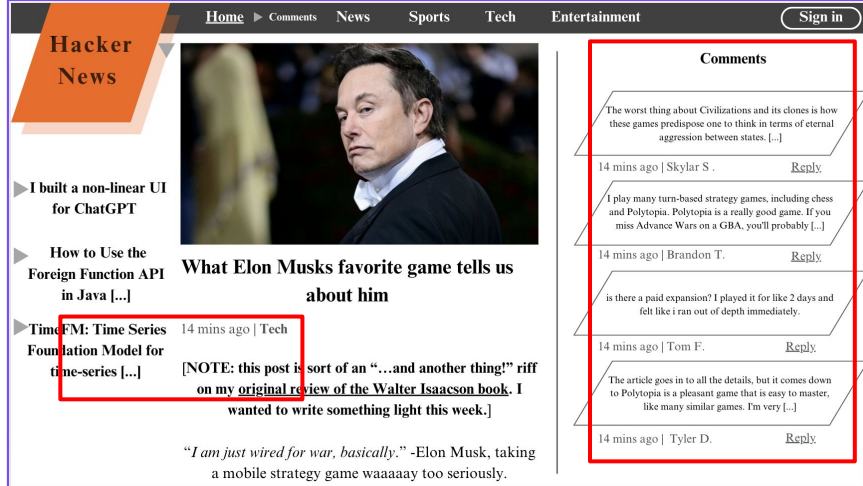 Home Comments News Sports Tech Entertainment Sign in
Hacker
News
I built a non-linear UI
for ChatGPT
How to Use the
Foreign Function API
in Java [...]
TimeFM: Time Series
Foundation Model for
time-series [...]
What Elon Musks favorite game tells us
about him
14 mins ago | Tech
[NOTE: this post is sort of an “…and another thing!” riff
on my original review of the Walter Isaacson book. I
wanted to write something light this week.]
“I am just wired for war, basically.” -Elon Musk, taking
a mobile strategy game waaaaay too seriously.
Comments
The worst thing about Civilizations and its clones is how
these games predispose one to think in terms of eternal
aggression between states. [...]
14 mins ago | Skylar S .
Reply
I play many turn-based strategy games, including chess
and Polytopia. Polytopia is a really good game. If you
miss Advance Wars on a GBA, you'll probably [...]
14 mins ago | Brandon T.
Reply
is there a paid expansion? I played it for like 2 days and
felt like i ran out of depth immediately.
14 mins ago | Tom F.
Reply
The article goes in to all the details, but it comes down
to Polytopia is a pleasant game that is easy to master,
like many similar games. I'm very [...]
14 mins ago | Tyler D.
Reply